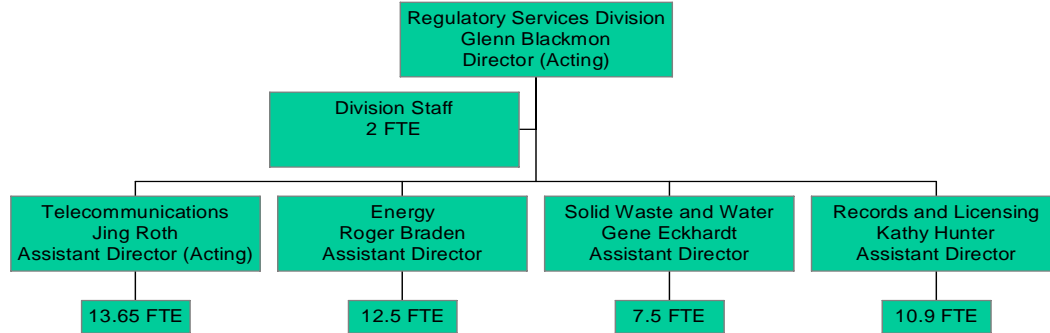 Regulatory Services Division
Glenn Blackmon
Director (Acting)
Division Staff
2 FTE
Telecommunications
Jing Roth
Assistant Director (Acting)
Energy
Roger Braden
Assistant Director
Solid Waste and Water
Gene Eckhardt
Assistant Director
Records and Licensing
Kathy Hunter
Assistant Director
13.65 FTE
12.5 FTE
7.5 FTE
10.9 FTE